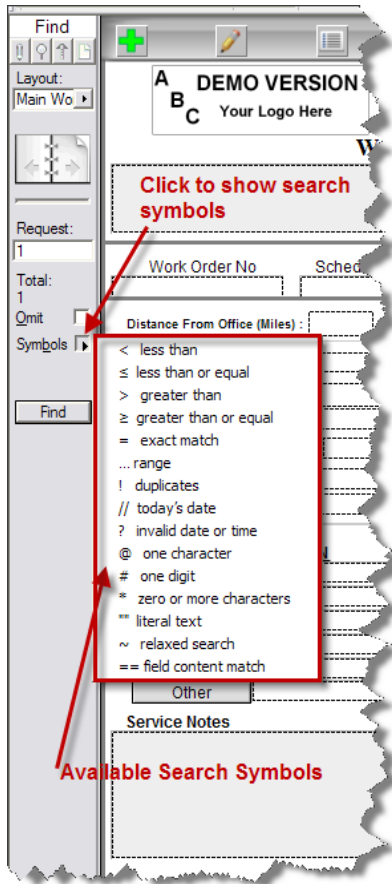 Find
Layout:
Main Wo
Request:
1
Total:
1
Omit
Symbols
Find
A
B
C
DEMO VERSION
Your Logo Here
W
Click to show search
symbols
Work Order No
Sched
Distance From Office (Miles) :
< less than
≤ less than or equal
> greater than
≥ greater than or equal
= exact match
... range
! duplicates
// today's date
? invalid date or time
@ one character
# one digit
* zero or more characters
"" literal text
~ relaxed search
== field content match
Other
Service Notes
Available Search Symbols